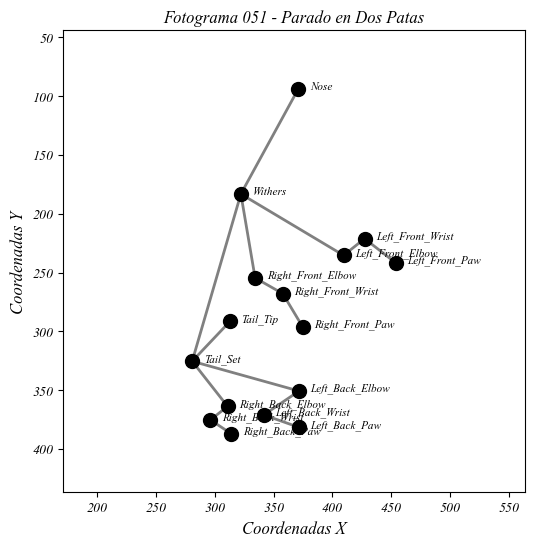 Fotograma 051 - Parado en Dos Patas
50
100
Nose
150
Withers
200
Left_Front_Wrist
Left_Front_Elbow
Left_Front_Paw
250
Right_Front_Elbow
Right_Front_Wrist
Tail_Tip
Right_Front_Paw
300
Tail_Set
350
Left_Back_Elbow
Right_Back_Elbow
Left_Back_Wrist
Right_Back_Wrist
Left_Back_Paw
Right_Back_Paw
400
200 250 300 350 400 450 500 550
Coordenadas X
Coordenadas Y